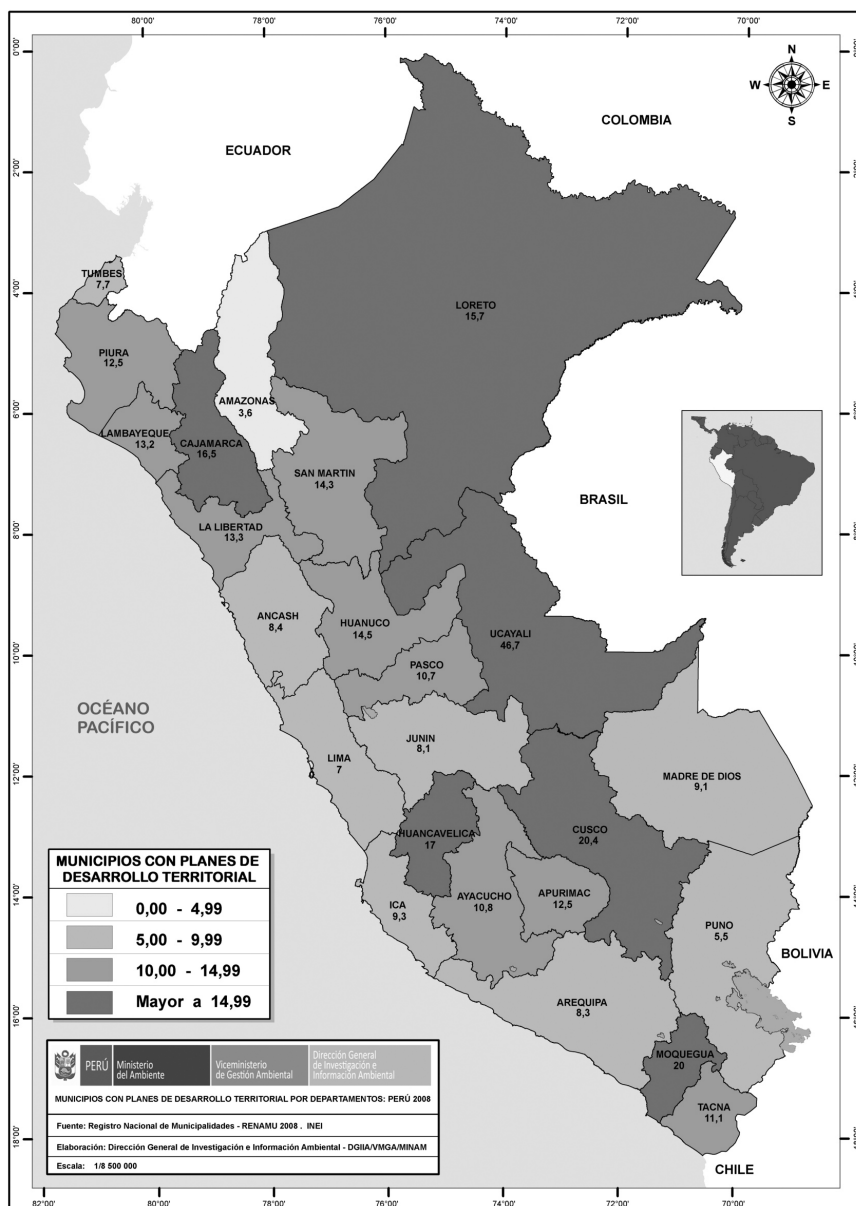 80°00' 78°00' 76°00' 74°00' 72°00' 70°00'
0°00'
2°00'
4°00'
6°00'
8°00'
10°00'
12°00'
14°00'
16°00'
18°00'
N
W E
S
COLOMBIA
ECUADOR
TUMBES
7,7
LORETO
15,7
PIURA
12,5
AMAZONAS
3,6
LAMBAYEQUE
13,2
CAJAMARCA
16,5
SAN MARTIN
14,3
BRASIL
LA LIBERTAD
13,3
ANCASH
8,4
HUANUCO
14,5
UCAYALI
46,7
PASCO
10,7
OCÉANO
PACÍFICO
JUNIN
8,1
LIMA
7
MADRE DE DIOS
9,1
HUANCAVELICA
17
CUSCO
20,4
ICA
9,3
AYACUCHO
10,8
APURIMAC
12,5
PUNO
5,5
BOLIVIA
AREQUIPA
8,3
MOQUEGUA
20
TACNA
11,1
CHILE
MUNICIPIOS CON PLANES DE
DESARROLLO TERRITORIAL
0,00 - 4,99
5,00 - 9,99
10,00 - 14,99
Mayor a 14,99
PERÚ
Ministerio
del Ambiente
Viceministerio
de Gestión Ambiental
Dirección General
de Investigación e
Información Ambiental
MUNICIPIOS CON PLANES DE DESARROLLO TERRITORIAL POR DEPARTAMENTOS: PERÚ 2008
Fuente: Registro Nacional de Municipalidades - RENAMU 2008 . INEI
Elaboración: Dirección General de Investigación e Información Ambiental - DGIIA/VMGA/MINAM
Escala: 1/8 500 000
82°00' 80°00' 78°00' 76°00' 74°00' 72°00' 70°00'